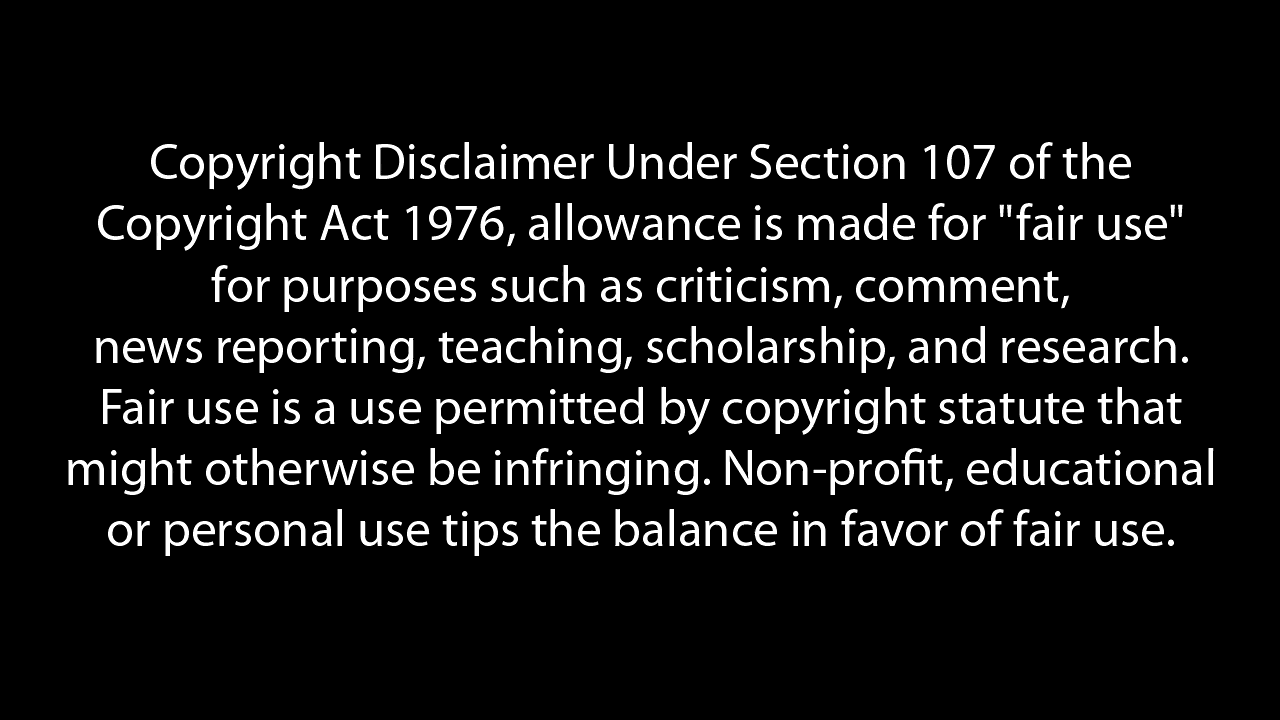 Copyright Disclaimer Under Section 107 of the
Copyright Act 1976, allowance is made for "fair use"
for purposes such as criticism, comment,
news reporting, teaching, scholarship, and research.
Fair use is a use permitted by copyright statute that
might otherwise be infringing. Non-profit, educational
or personal use tips the balance in favor of fair use.